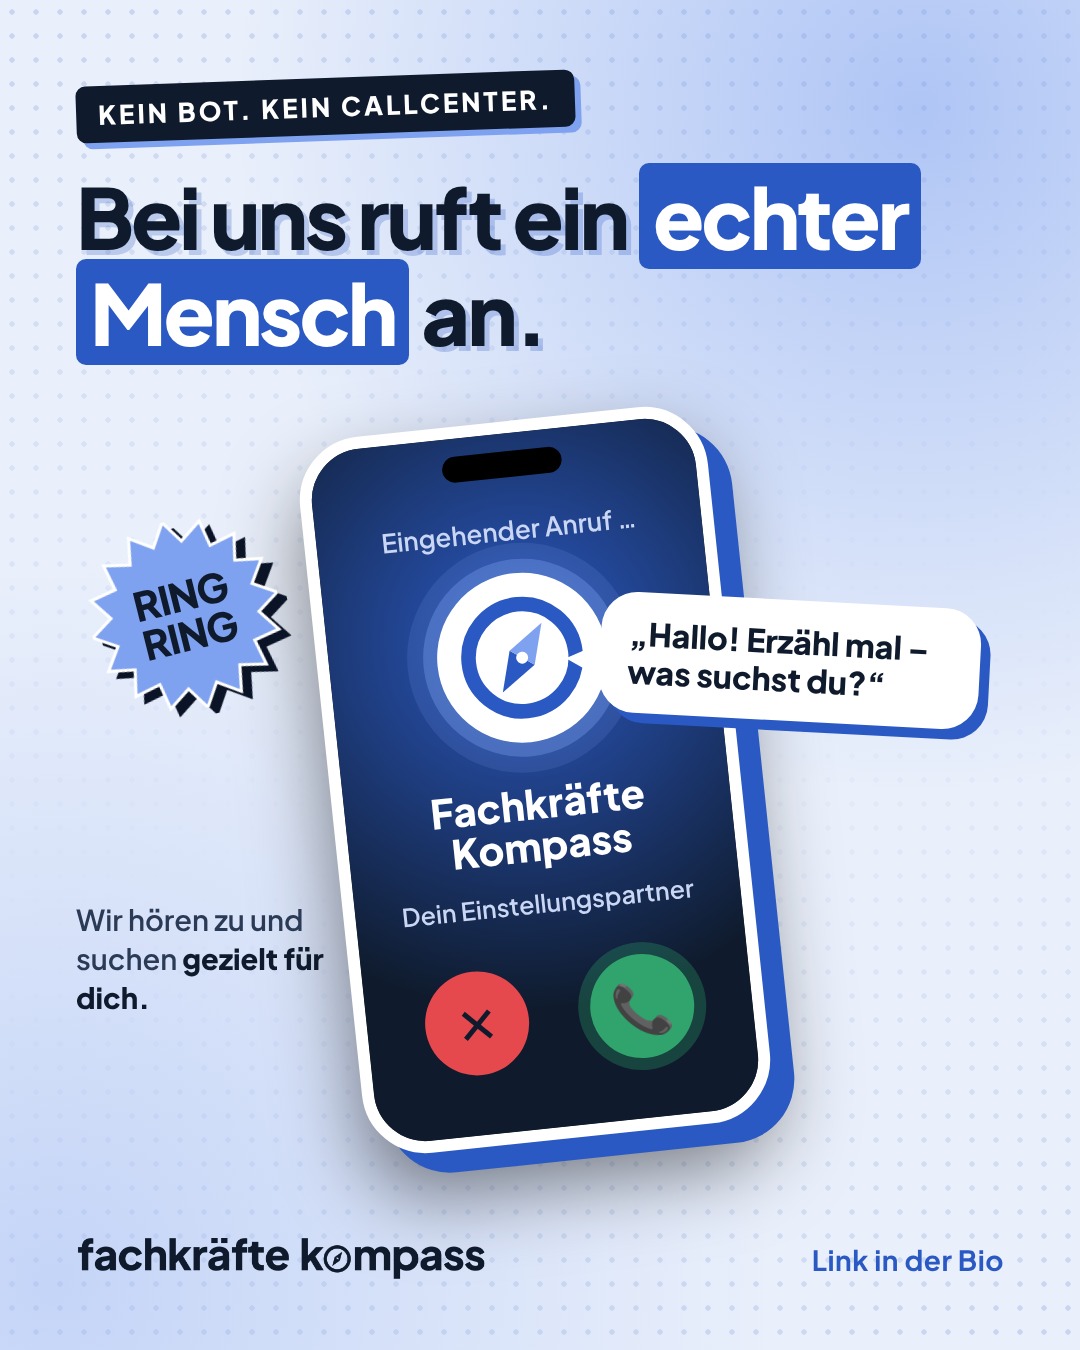 KEIN BOT. KEIN CALLCENTER.
Bei uns ruft ein echter
Mensch an.
Eingehender Anruf ...
RING
RING
„Hallo! Erzähl mal –
was suchst du?“
Fachkräfte
Kompass
Dein Einstellungspartner
Wir hören zu und
suchen gezielt für
dich.
fachkräfte kompass
Link in der Bio